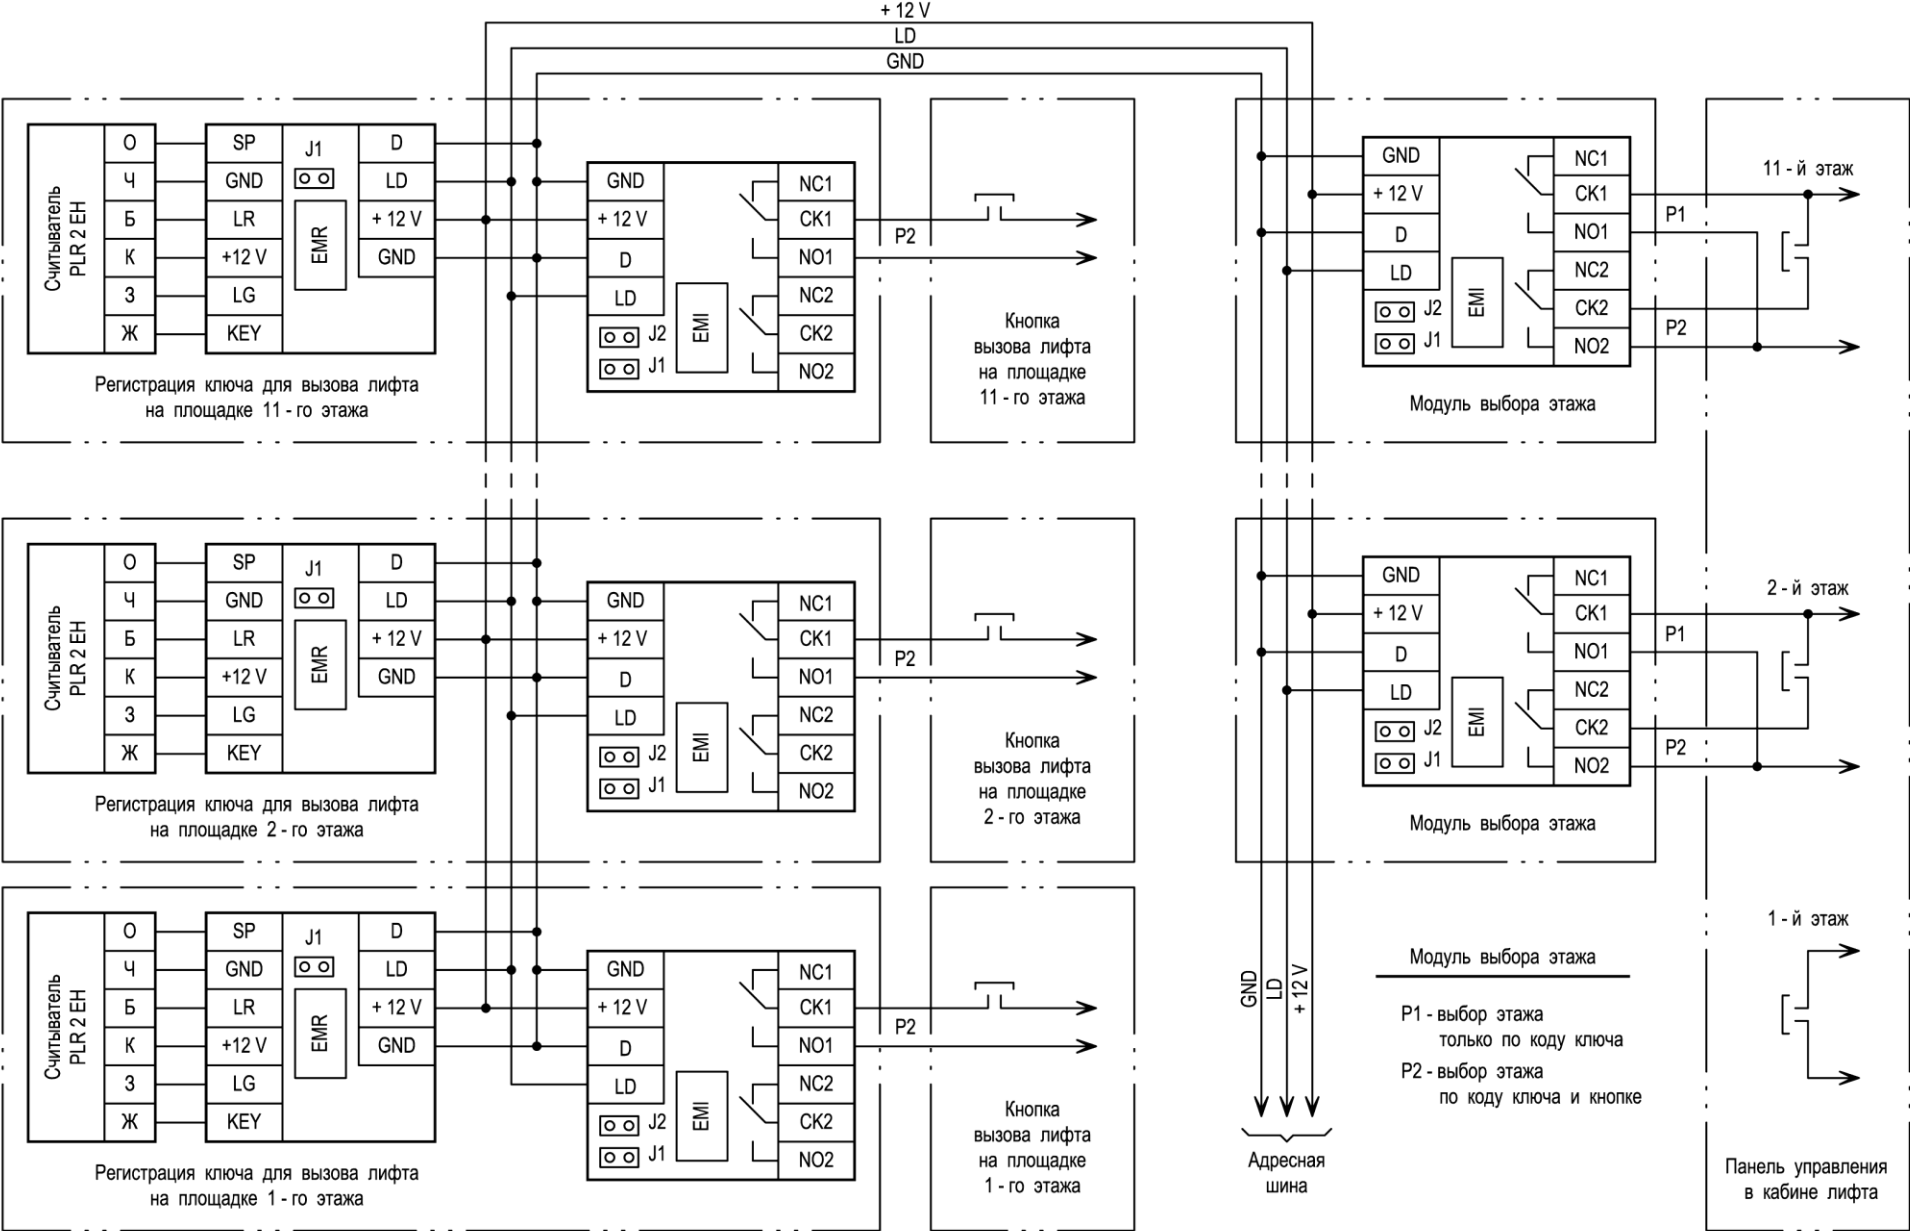 + 12 V
LD
GND
Считыватель
PLR 2 EH
О
Ч
Б
К
З
Ж
SP
GND
LR
+12 V
LG
KEY
J1
EMR
D
LD
+ 12 V
GND
Регистрация ключа для вызова лифта
на площадке 11 - го этажа
GND
+ 12 V
D
LD
J2
J1
EMI
NC1
CK1
NO1
NC2
CK2
NO2
P2
Кнопка
вызова лифта
на площадке
11 - го этажа
GND
+ 12 V
D
LD
J2
J1
EMI
NC1
CK1
NO1
NC2
CK2
NO2
P1
P2
Модуль выбора этажа
11 - й этаж
Считыватель
PLR 2 EH
О
Ч
Б
К
З
Ж
SP
GND
LR
+12 V
LG
KEY
J1
EMR
D
LD
+ 12 V
GND
Регистрация ключа для вызова лифта
на площадке 2 - го этажа
GND
+ 12 V
D
LD
J2
J1
EMI
NC1
CK1
NO1
NC2
CK2
NO2
P2
Кнопка
вызова лифта
на площадке
2 - го этажа
GND
+ 12 V
D
LD
J2
J1
EMI
NC1
CK1
NO1
NC2
CK2
NO2
P1
P2
Модуль выбора этажа
2 - й этаж
Считыватель
PLR 2 EH
О
Ч
Б
К
З
Ж
SP
GND
LR
+12 V
LG
KEY
J1
EMR
D
LD
+ 12 V
GND
Регистрация ключа для вызова лифта
на площадке 1 - го этажа
GND
+ 12 V
D
LD
J2
J1
EMI
NC1
CK1
NO1
NC2
CK2
NO2
P2
Кнопка
вызова лифта
на площадке
1 - го этажа
GND
LD
+ 12 V
Адресная
шина
Модуль выбора этажа
P1 - выбор этажа
только по коду ключа
P2 - выбор этажа
по коду ключа и кнопке
1 - й этаж
Панель управления
в кабине лифта